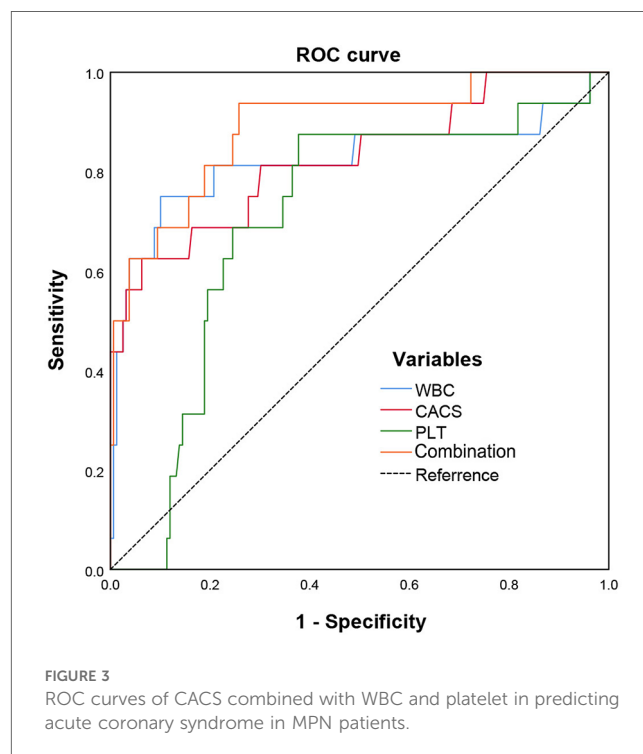 ROC curve
1.0
0.8
0.6
0.4
0.2
0.0
Sensitivity
Variables
WBC
CACS
PLT
Combination
Referrence
0.0 0.2 0.4 0.6 0.8 1.0
1 - Specificity
FIGURE 3
ROC curves of CACS combined with WBC and platelet in predicting
acute coronary syndrome in MPN patients.